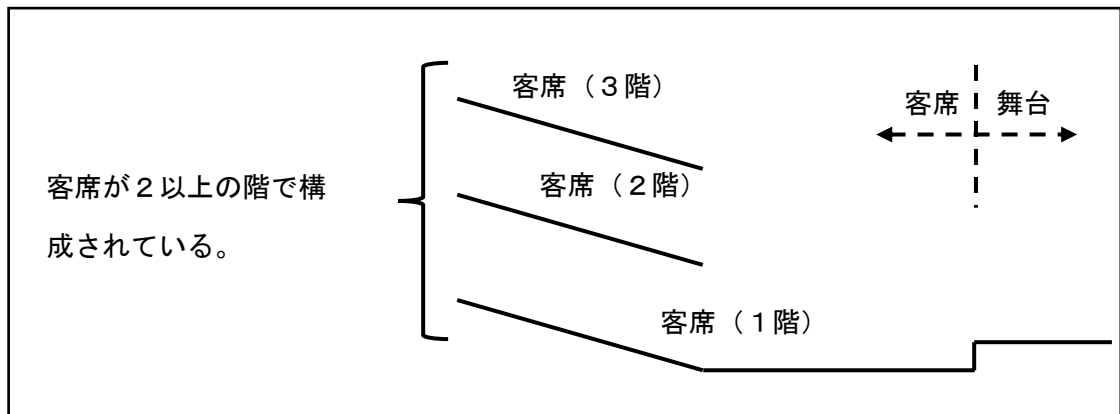 客席（３階）
客席
舞台
客席が２以上の階で構
成されている。
客席（２階）
客席（１階）